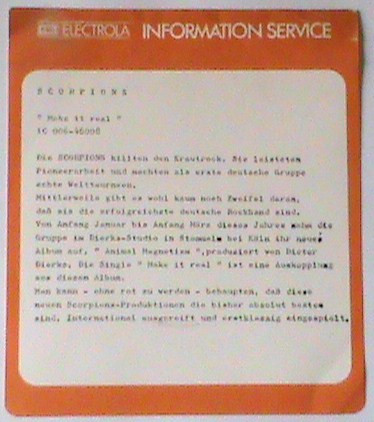 EMI ELECTROLA INFORMATION SERVICE
SCORPIONS
" Make it real "
1C 006-46008
Die SCORPIONS killten den Krautrock. Sie leisteten
Pionierarbeit und machten als erste deutsche Gruppe
echte Welttourneen.
Mittlerweile gibt es wohl kaum noch Zweifel daran,
daß sie die erfolgreichste deutsche Rockband sind.
Von Anfang Januar bis Anfang März dieses Jahres nahm die
Gruppe im Dierks-Studio in Stommeln bei Köln ihr neues
Album auf, " Animal Magnetism ",produziert von Dieter
Dierks. Die Single " Make it real " ist eine Auskopplung
aus diesem Album.
Man kann - ohne rot zu werden - behaupten, daß diese
neuen Scorpions-Produktionen die bisher absolut besten
sind. International ausgereift und erstklassig eingespielt.